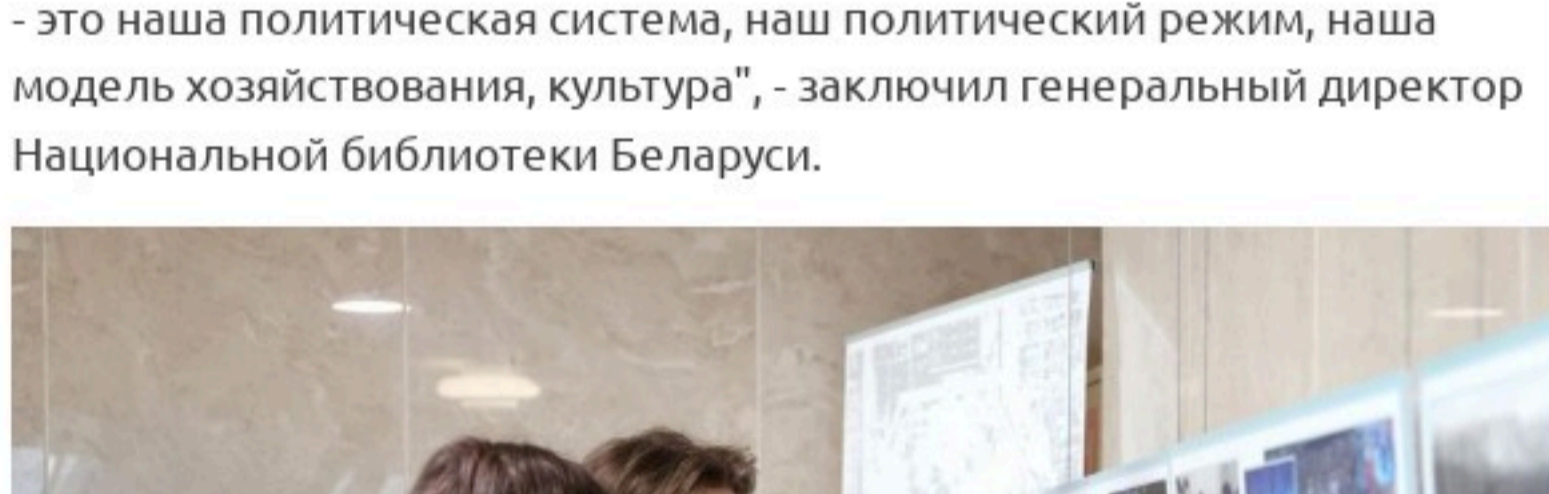 - это наша политическая система, наш политический режим, наша
модель хозяйствования, культура", - заключил генеральный директор
Национальной библиотеки Беларуси.